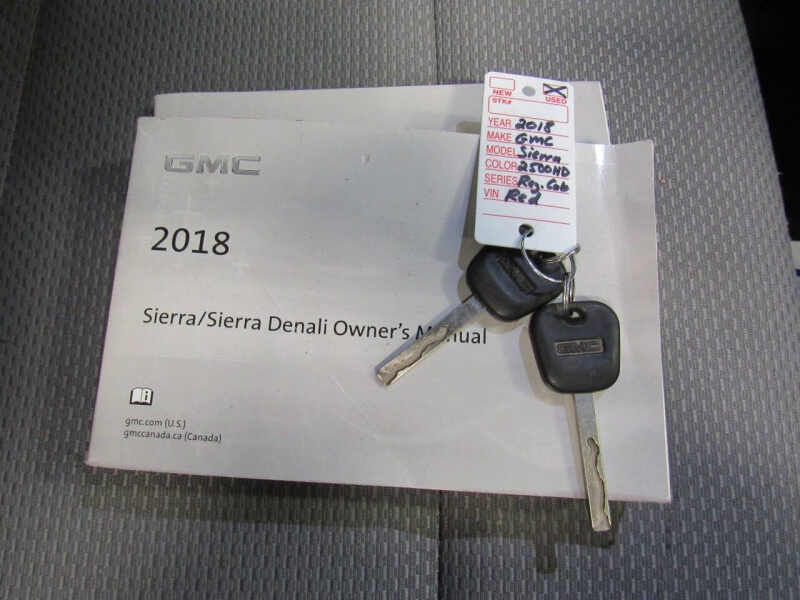 GMC
2018
Sierra/Sierra Denali Owner's Manual
gmc.com (U.S.)
gmccanada.ca (Canada)
NEW USED
STK#
YEAR 2018
MAKE GMC
MODEL Sierra
COLOR 2500HD
SERIES Reg. Cab
VIN Red
GMC